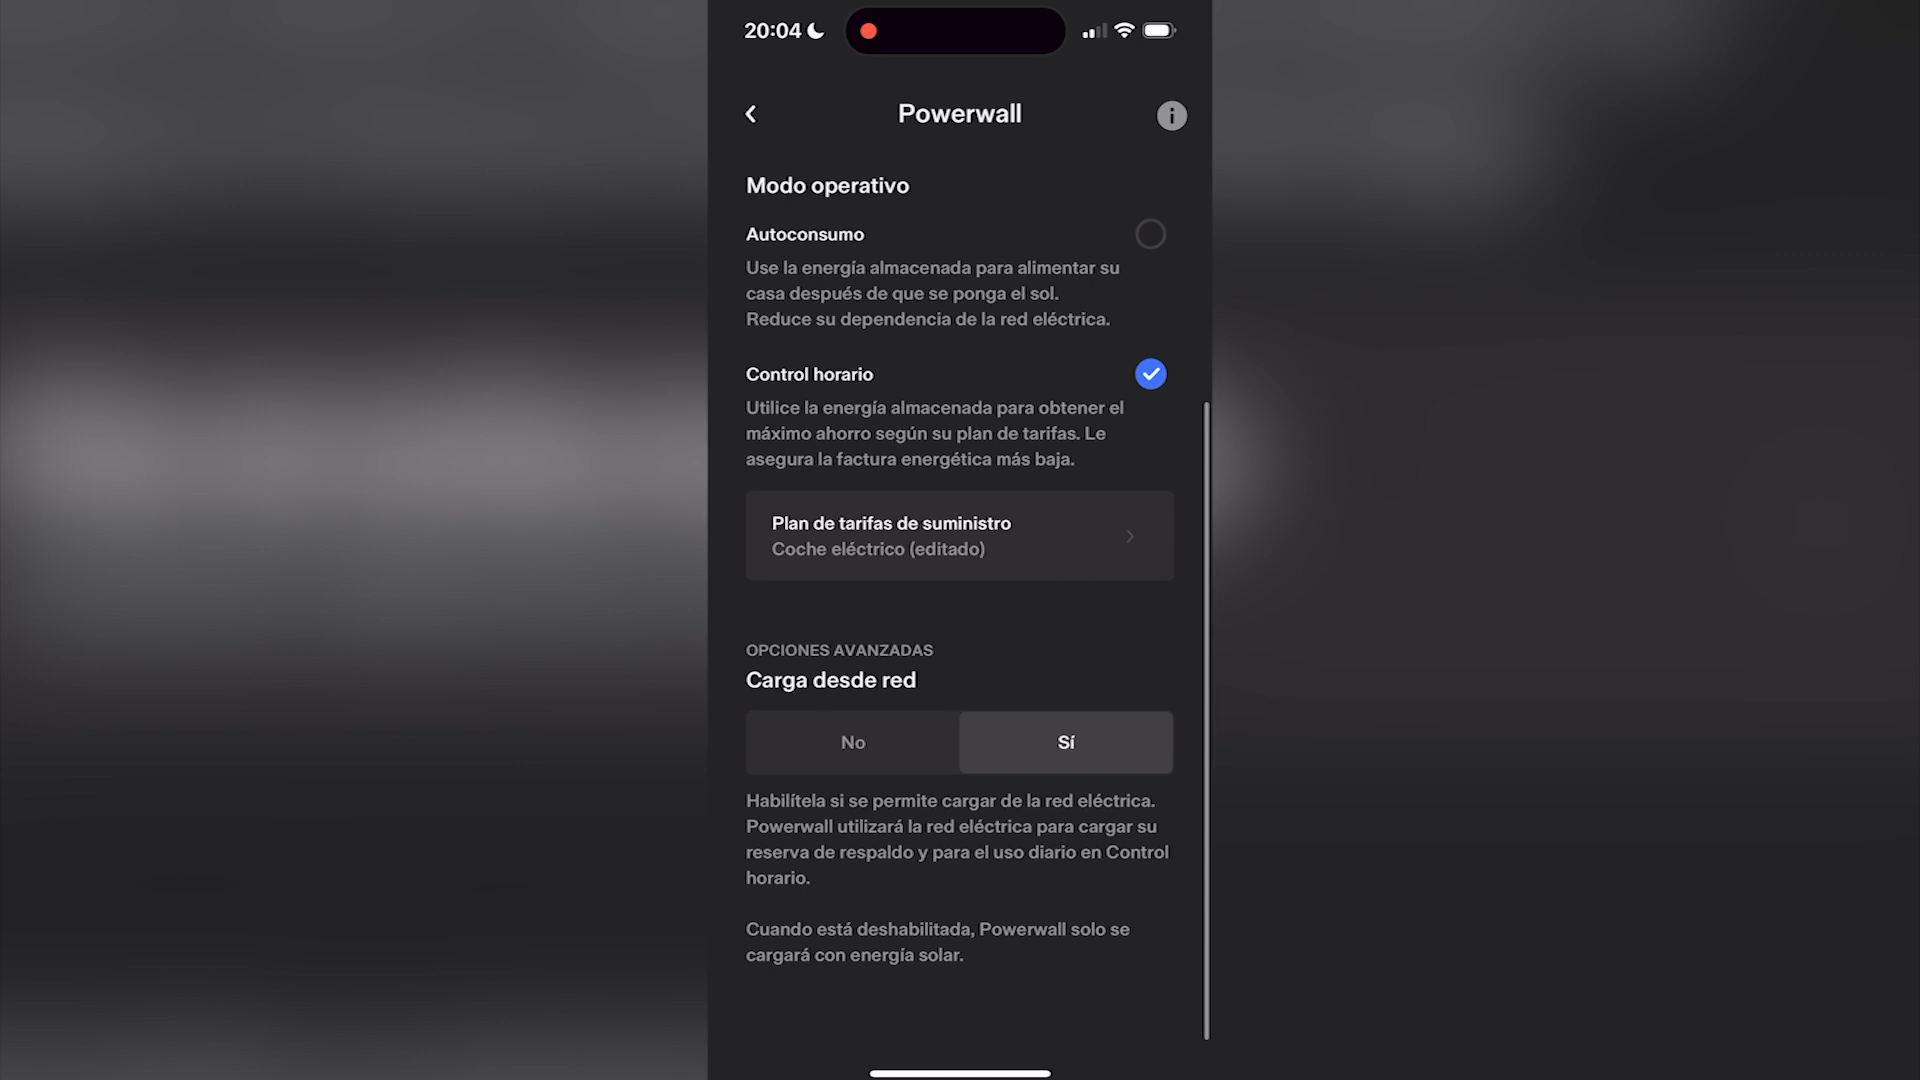 20:04
Powerwall
Modo operativo
Autoconsumo
Use la energía almacenada para alimentar su
casa después de que se ponga el sol.
Reduce su dependencia de la red eléctrica.
Control horario
Utilice la energía almacenada para obtener el
máximo ahorro según su plan de tarifas. Le
asegura la factura energética más baja.
Plan de tarifas de suministro
Coche eléctrico (editado)
OPCIONES AVANZADAS
Carga desde red
No
Sí
Habilítela si se permite cargar de la red eléctrica.
Powerwall utilizará la red eléctrica para cargar su
reserva de respaldo y para el uso diario en Control
horario.
Cuando está deshabilitada, Powerwall solo se
cargará con energía solar.